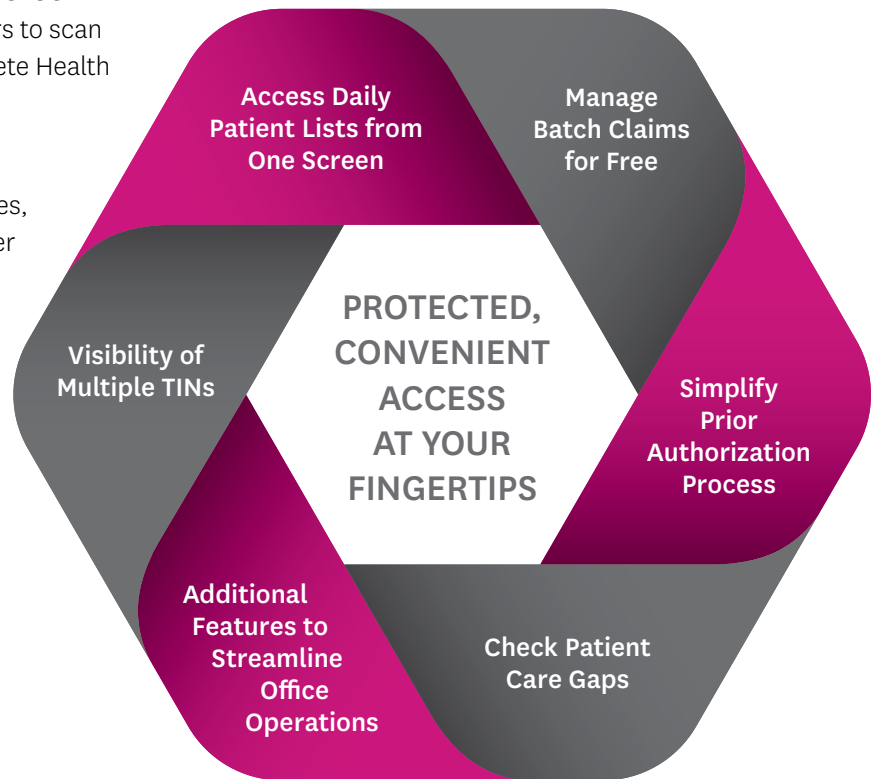 rs to scan
ete Health
es,
er
Access Daily
Patient Lists from
One Screen
Manage
Batch Claims
for Free
Simplify
Prior
Authorization
Process
Check Patient
Care Gaps
Additional
Features to
Streamline
Office
Operations
Visibility of
Multiple TINs
PROTECTED,
CONVENIENT
ACCESS
AT YOUR
FINGERTIPS